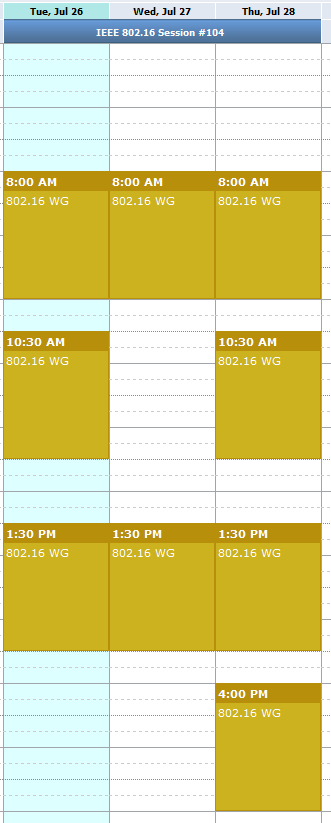 Tue, Jul 26 Wed, Jul 27 Thu, Jul 28
IEEE 802.16 Session #104
8:00 AM 8:00 AM 8:00 AM
802.16 WG 802.16 WG 802.16 WG
10:30 AM 10:30 AM
802.16 WG 802.16 WG
1:30 PM 1:30 PM 1:30 PM
802.16 WG 802.16 WG 802.16 WG
4:00 PM
802.16 WG